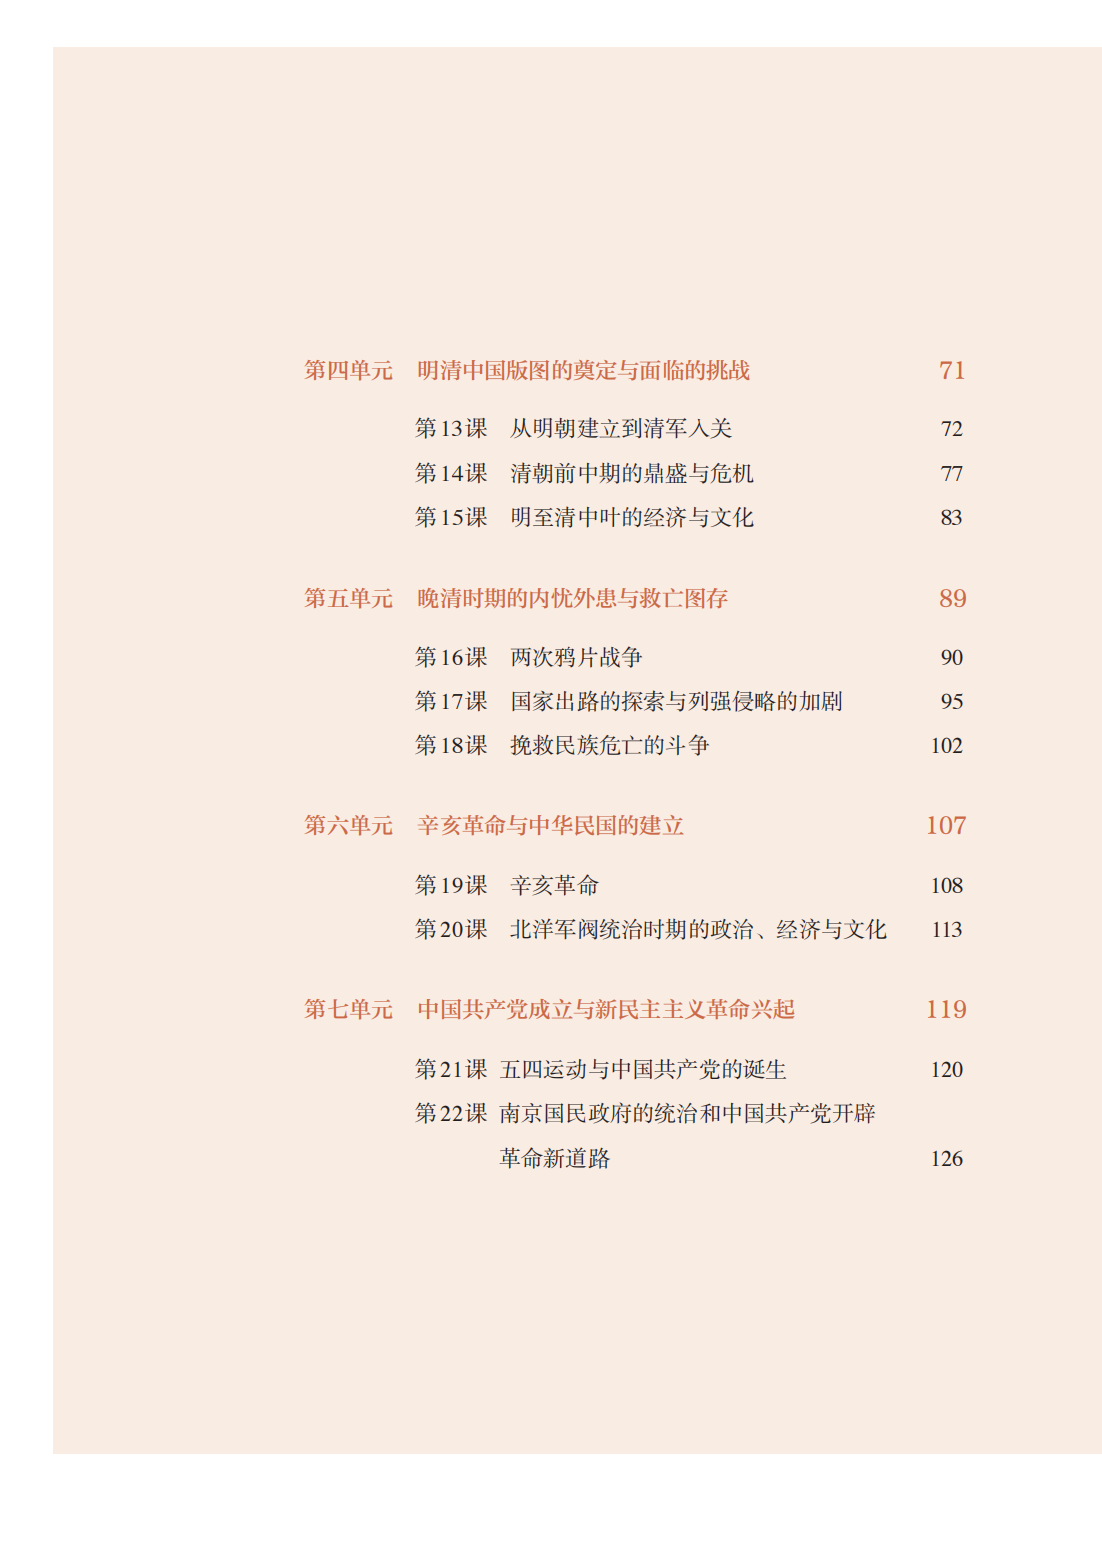 第四单元 明清中国版图的奠定与面临的挑战 71
第13课 从明朝建立到清军入关 72
第14课 清朝前中期的鼎盛与危机 77
第15课 明至清中叶的经济与文化 83
第五单元 晚清时期的内忧外患与救亡图存 89
第16课 两次鸦片战争 90
第17课 国家出路的探索与列强侵略的加剧 95
第18课 挽救民族危亡的斗争 102
第六单元 辛亥革命与中华民国的建立 107
第19课 辛亥革命 108
第20课 北洋军阀统治时期的政治、经济与文化 113
第七单元 中国共产党成立与新民主主义革命兴起 119
第21课 五四运动与中国共产党的诞生 120
第22课 南京国民政府的统治和中国共产党开辟
革命新道路 126